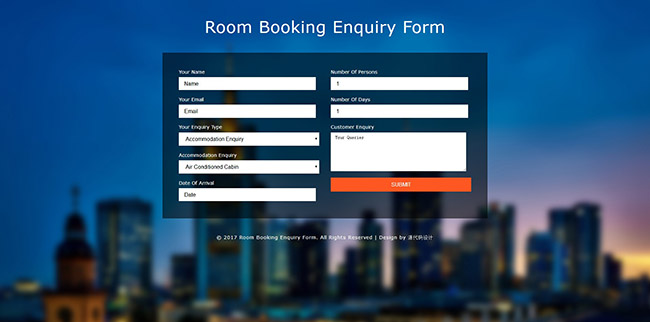 Room Booking Enquiry Form
Your Name
Name
Your Email
Email
Your Enquiry Type
Accommodation Enquiry
Accommodation Enquiry
Air Conditioned Cabin
Date Of Arrival
Date
Number Of Persons
1
Number Of Days
1
Customer Enquiry
Your Queries
SUBMIT
© 2017 Room Booking Enquiry Form. All Rights Reserved | Design by 请代码设计